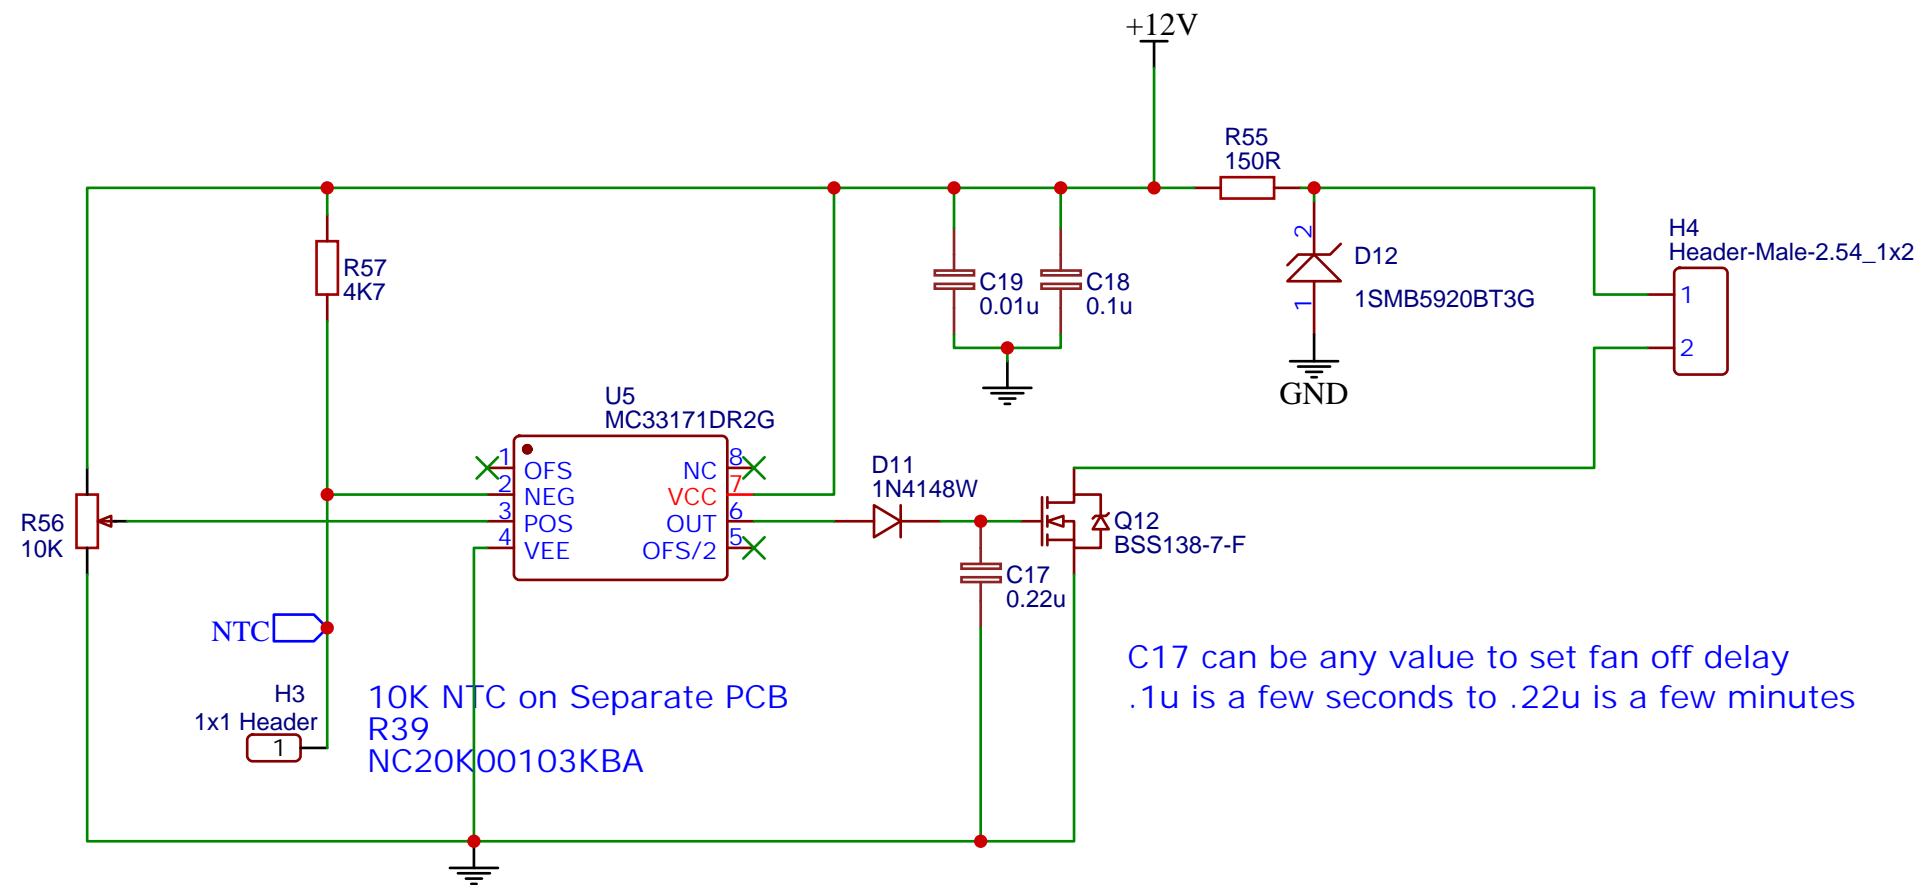 +12V
R55
150R
H4
Header-Male-2.54_1x2
1
2
2
D12
1
1SMB5920BT3G
GND
R57
4K7
C19
0.01u
C18
0.1u
U5
MC33171DR2G
1
OFS
NC
8
2
NEG
VCC
7
3
POS
OUT
6
4
VEE
OFS/2
5
D11
1N4148W
R56
10K
Q12
BSS138-7-F
C17
0.22u
NTC
H3
1x1 Header
1
10K NTC on Separate PCB
R39
NC20K00103KBA
C17 can be any value to set fan off delay
.1u is a few seconds to .22u is a few minutes